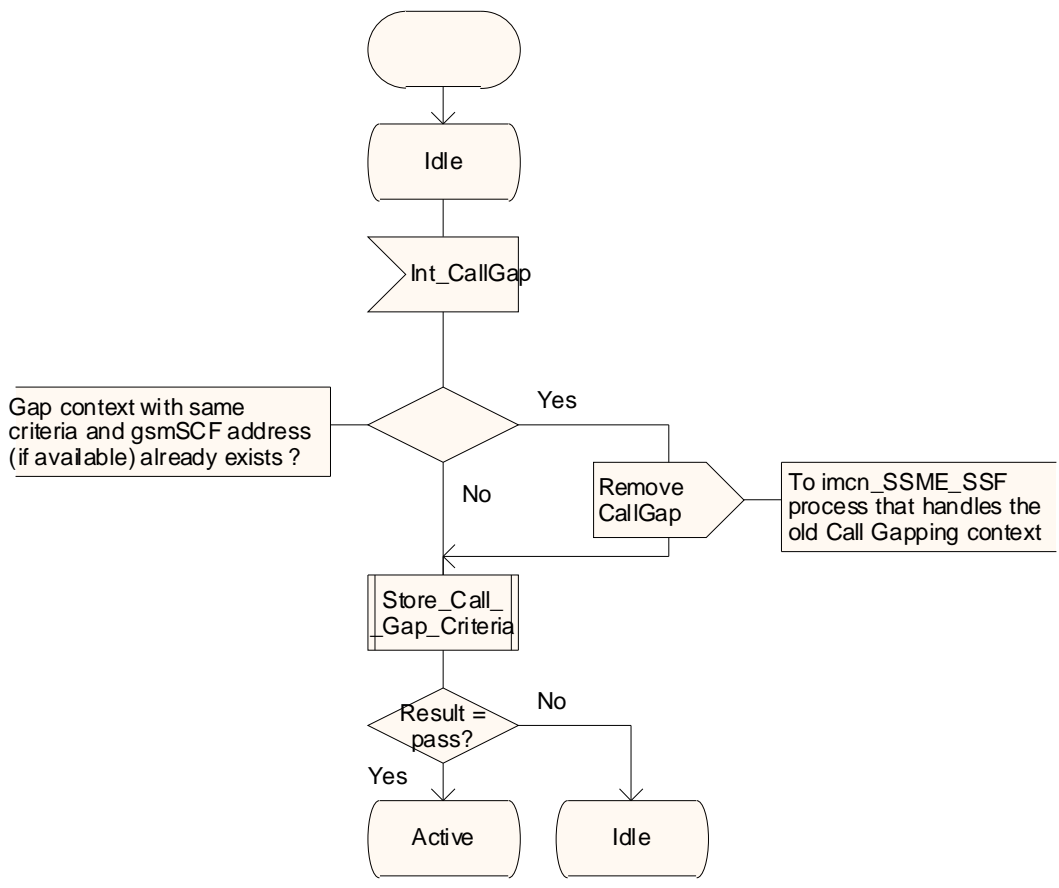 Idle
Int_CallGap
Gap context with same
criteria and gsmSCF address
(if available) already exists ?
Yes
No
Remove
CallGap
To imcn_SSME_SSF
process that handles the
old Call Gapping context
Store_Call_
_Gap_Criteria
Result =
pass?
No
Yes
Active
Idle